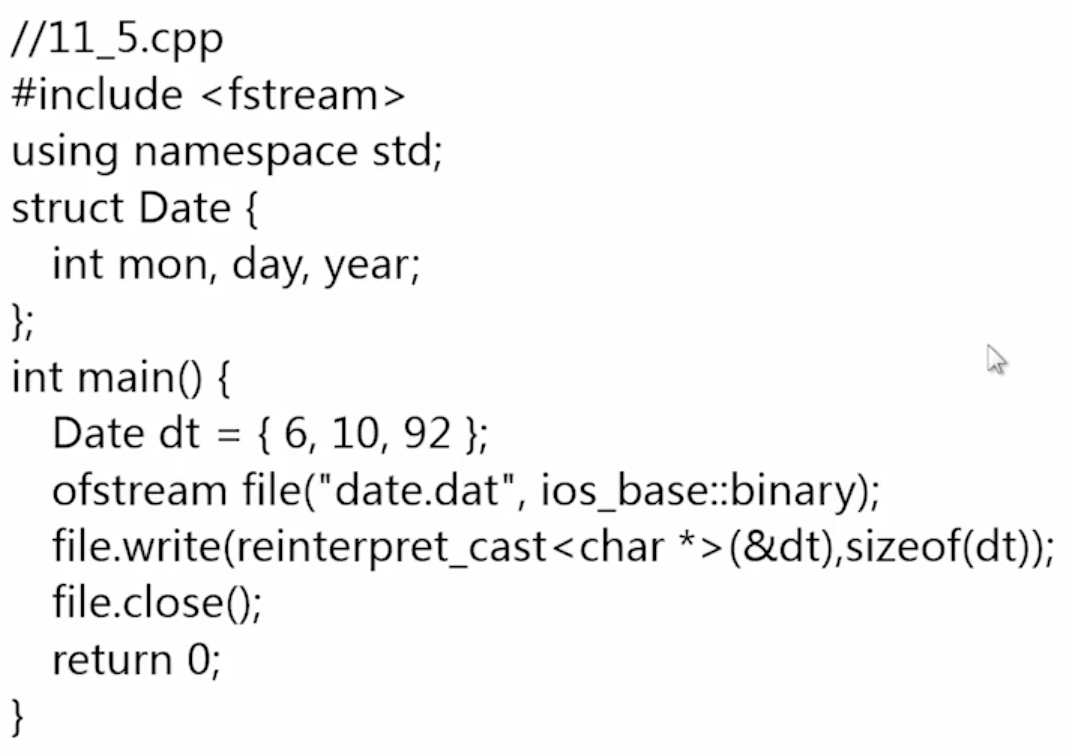 //11_5.cpp
#include <fstream>
using namespace std;
struct Date {
    int mon, day, year;
};
int main() {
    Date dt = { 6, 10, 92 };
    ofstream file("date.dat", ios_base::binary);
    file.write(reinterpret_cast<char *>(&dt),sizeof(dt));
    file.close();
    return 0;
}